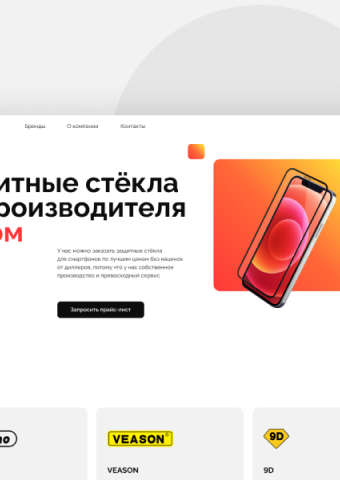 Бренды О компании Контакты
итные стёкла
роизводителя
ом
У нас можно заказать защитные стёкла
для смартфонов по лучшим ценам без наценок
от диллеров, потому что у нас собственное
производство и превосходный сервис
Запросить прайс-лист
VEASON
9D
VEASON
9D